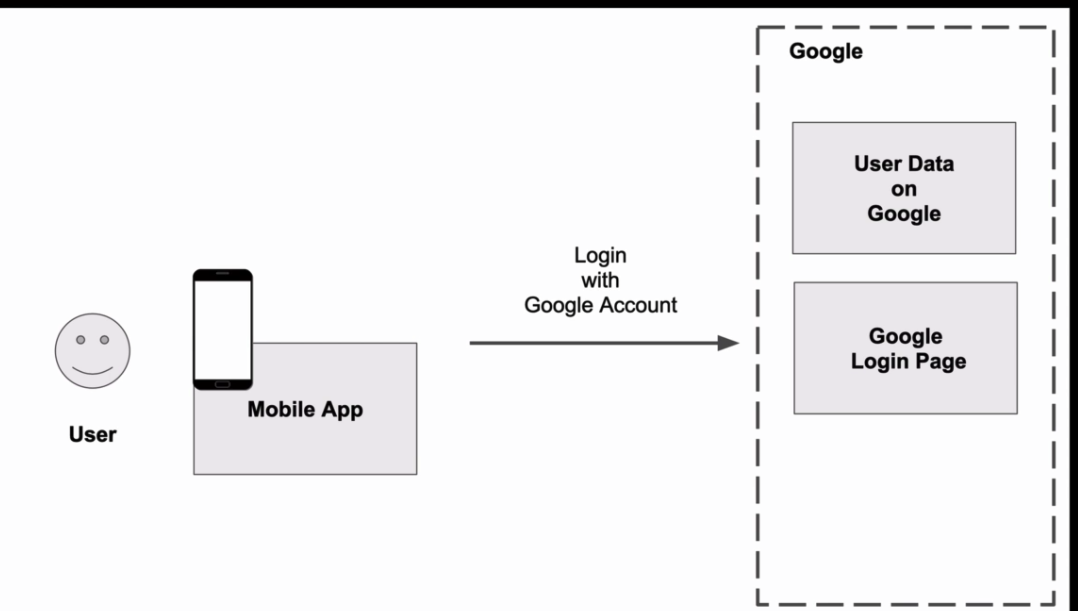 Google
User Data
on
Google
Login
with
Google Account
Google
Login Page
Mobile App
User